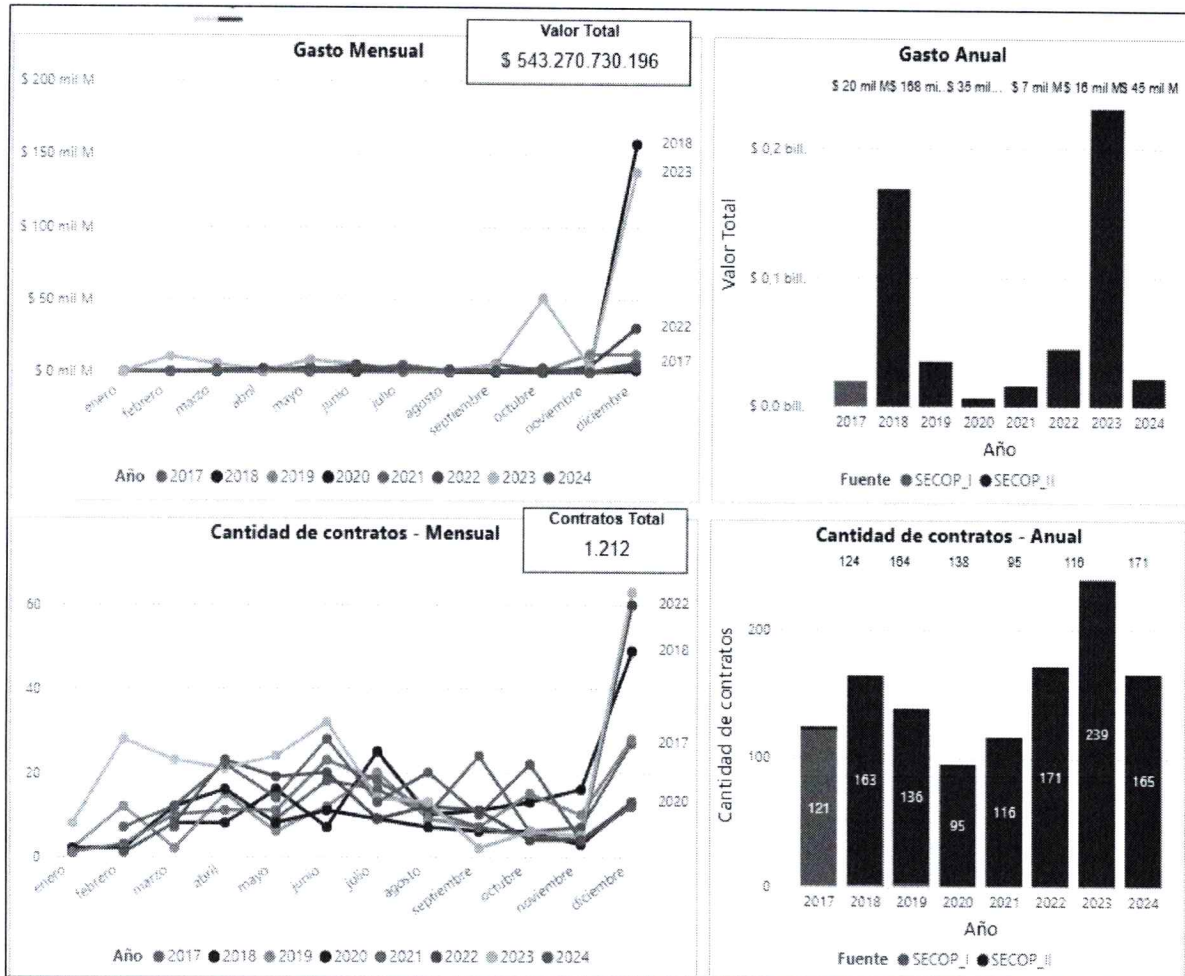 Gasto Mensual
Valor Total
$ 543.270.730.196
$ 200 mil M
$ 150 mil M
$ 100 mil M
$ 50 mil M
$ 0 mil M
2018
2023
2022
2017
enero febrero marzo abril mayo junio julio agosto septiembre octubre noviembre diciembre
Año 2017 2018 2019 2020 2021 2022 2023 2024
Gasto Anual
$ 20 mil M $ 168 mi. $ 35 mil... $ 7 mil M $ 16 mil M $ 45 mil M
Valor Total
$ 0,2 bill.
$ 0,1 bill.
$ 0,0 bill.
2017 2018 2019 2020 2021 2022 2023 2024
Año
Fuente SECOP_I SECOP_II
Cantidad de contratos - Mensual
Contratos Total
1.212
60
40
20
0
2022
2018
2017
2020
enero febrero marzo abril mayo junio julio agosto septiembre octubre noviembre diciembre
Año 2017 2018 2019 2020 2021 2022 2023 2024
Cantidad de contratos - Anual
124 164 138 95 116 171
Cantidad de contratos
200
100
0
121 163 136 95 116 171 239 165
2017 2018 2019 2020 2021 2022 2023 2024
Año
Fuente SECOP_I SECOP_II